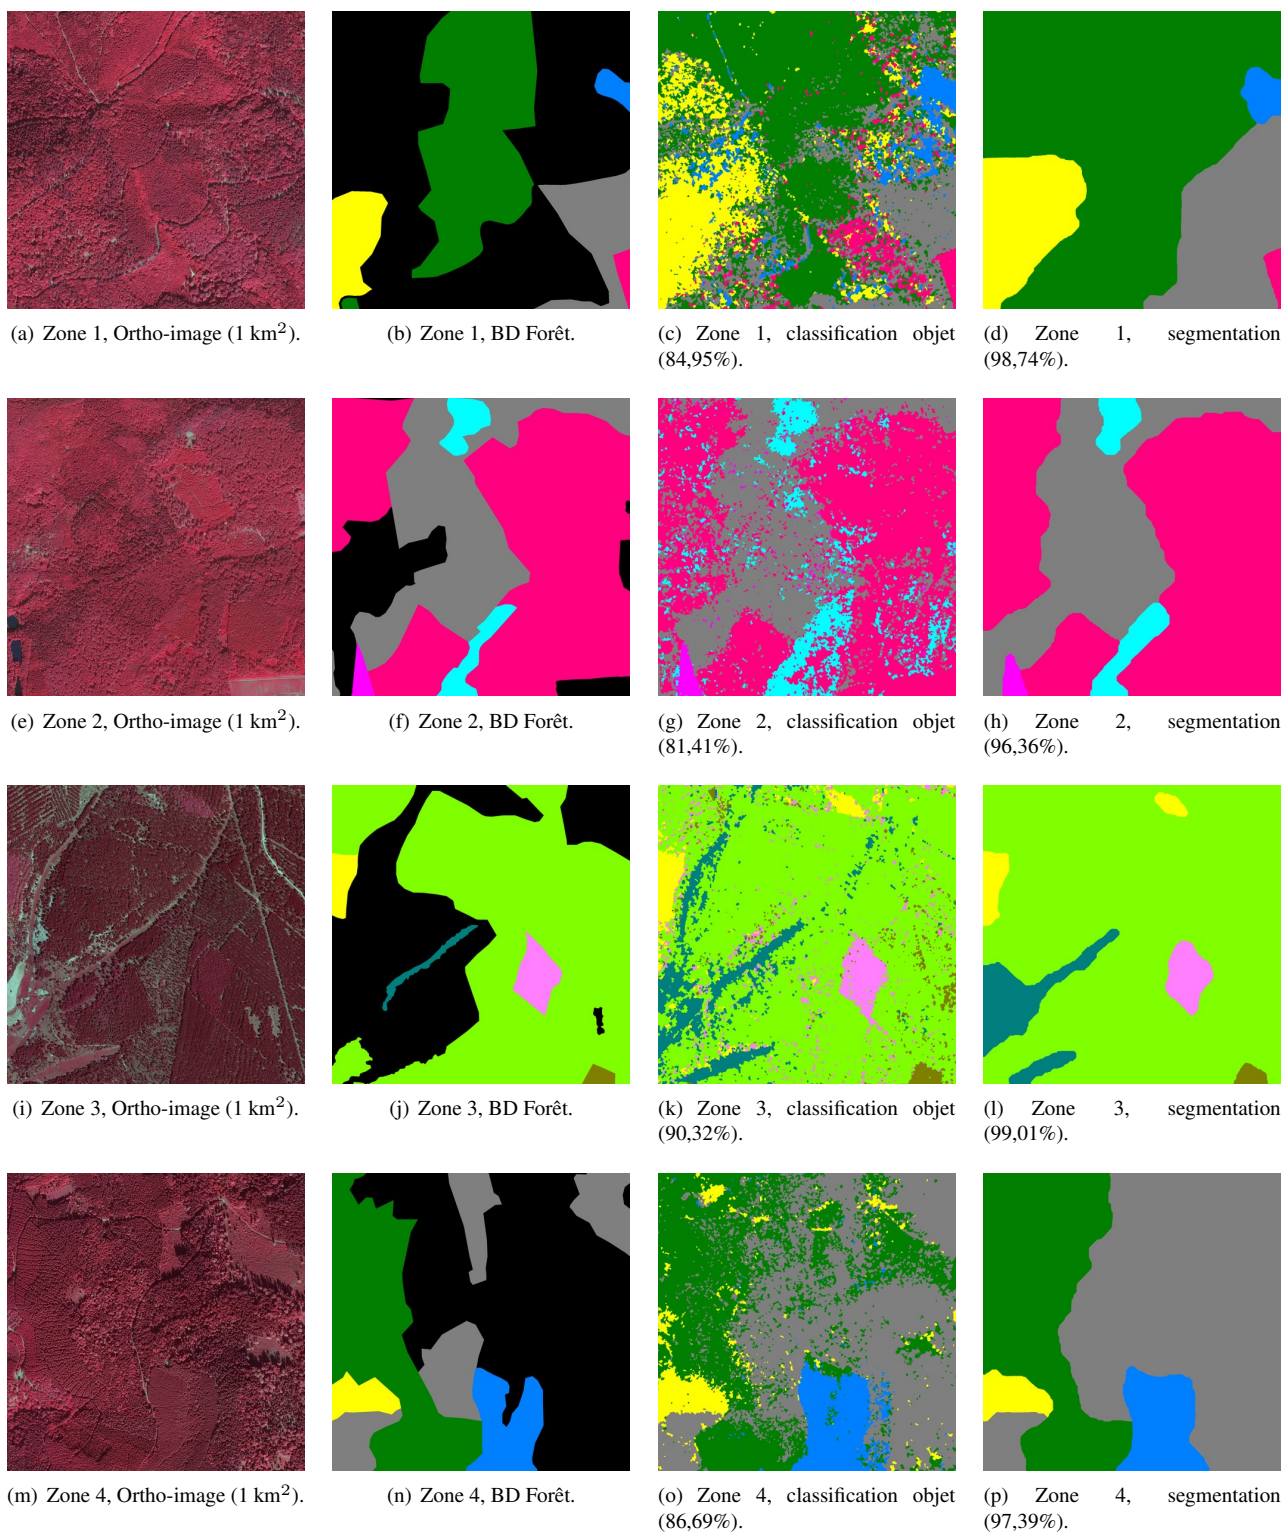 (a) Zone 1, Ortho-image (1 km²).
(b) Zone 1, BD Forêt.
(c) Zone 1, classification objet
(84,95%).
(d) Zone 1, segmentation
(98,74%).
(e) Zone 2, Ortho-image (1 km²).
(f) Zone 2, BD Forêt.
(g) Zone 2, classification objet
(81,41%).
(h) Zone 2, segmentation
(96,36%).
(i) Zone 3, Ortho-image (1 km²).
(j) Zone 3, BD Forêt.
(k) Zone 3, classification objet
(90,32%).
(l) Zone 3, segmentation
(99,01%).
(m) Zone 4, Ortho-image (1 km²).
(n) Zone 4, BD Forêt.
(o) Zone 4, classification objet
(86,69%).
(p) Zone 4, segmentation
(97,39%).